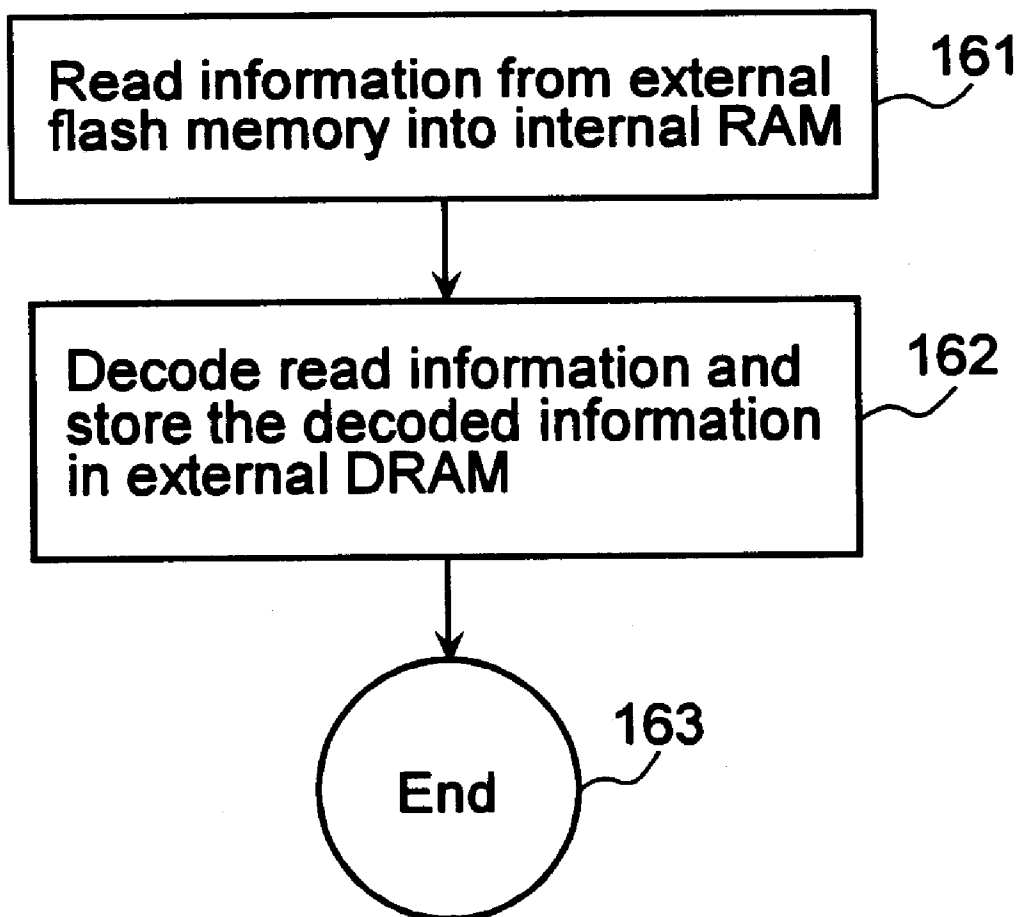 Read information from external
flash memory into internal RAM
161
Decode read information and
store the decoded information
in external DRAM
162
End
163